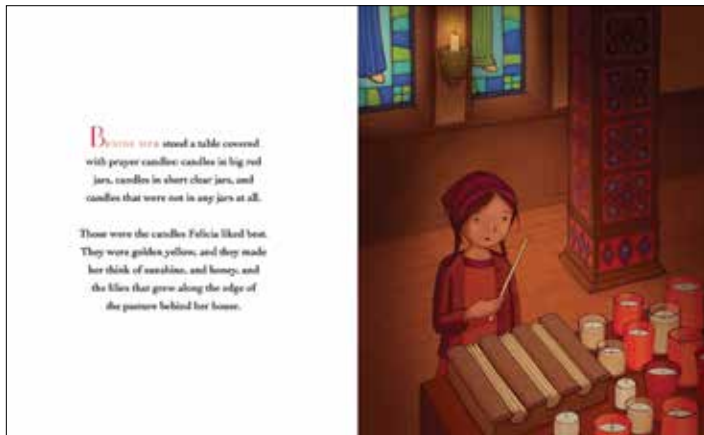 BESIDE HER stood a table covered
with prayer candles: candles in big red
jars, candles in short clear jars, and
candles that were not in any jars at all.
Those were the candles Felicia liked best.
They were golden yellow, and they made
her think of sunshine, and honey, and
the lilies that grew along the edge of
the pasture behind her house.